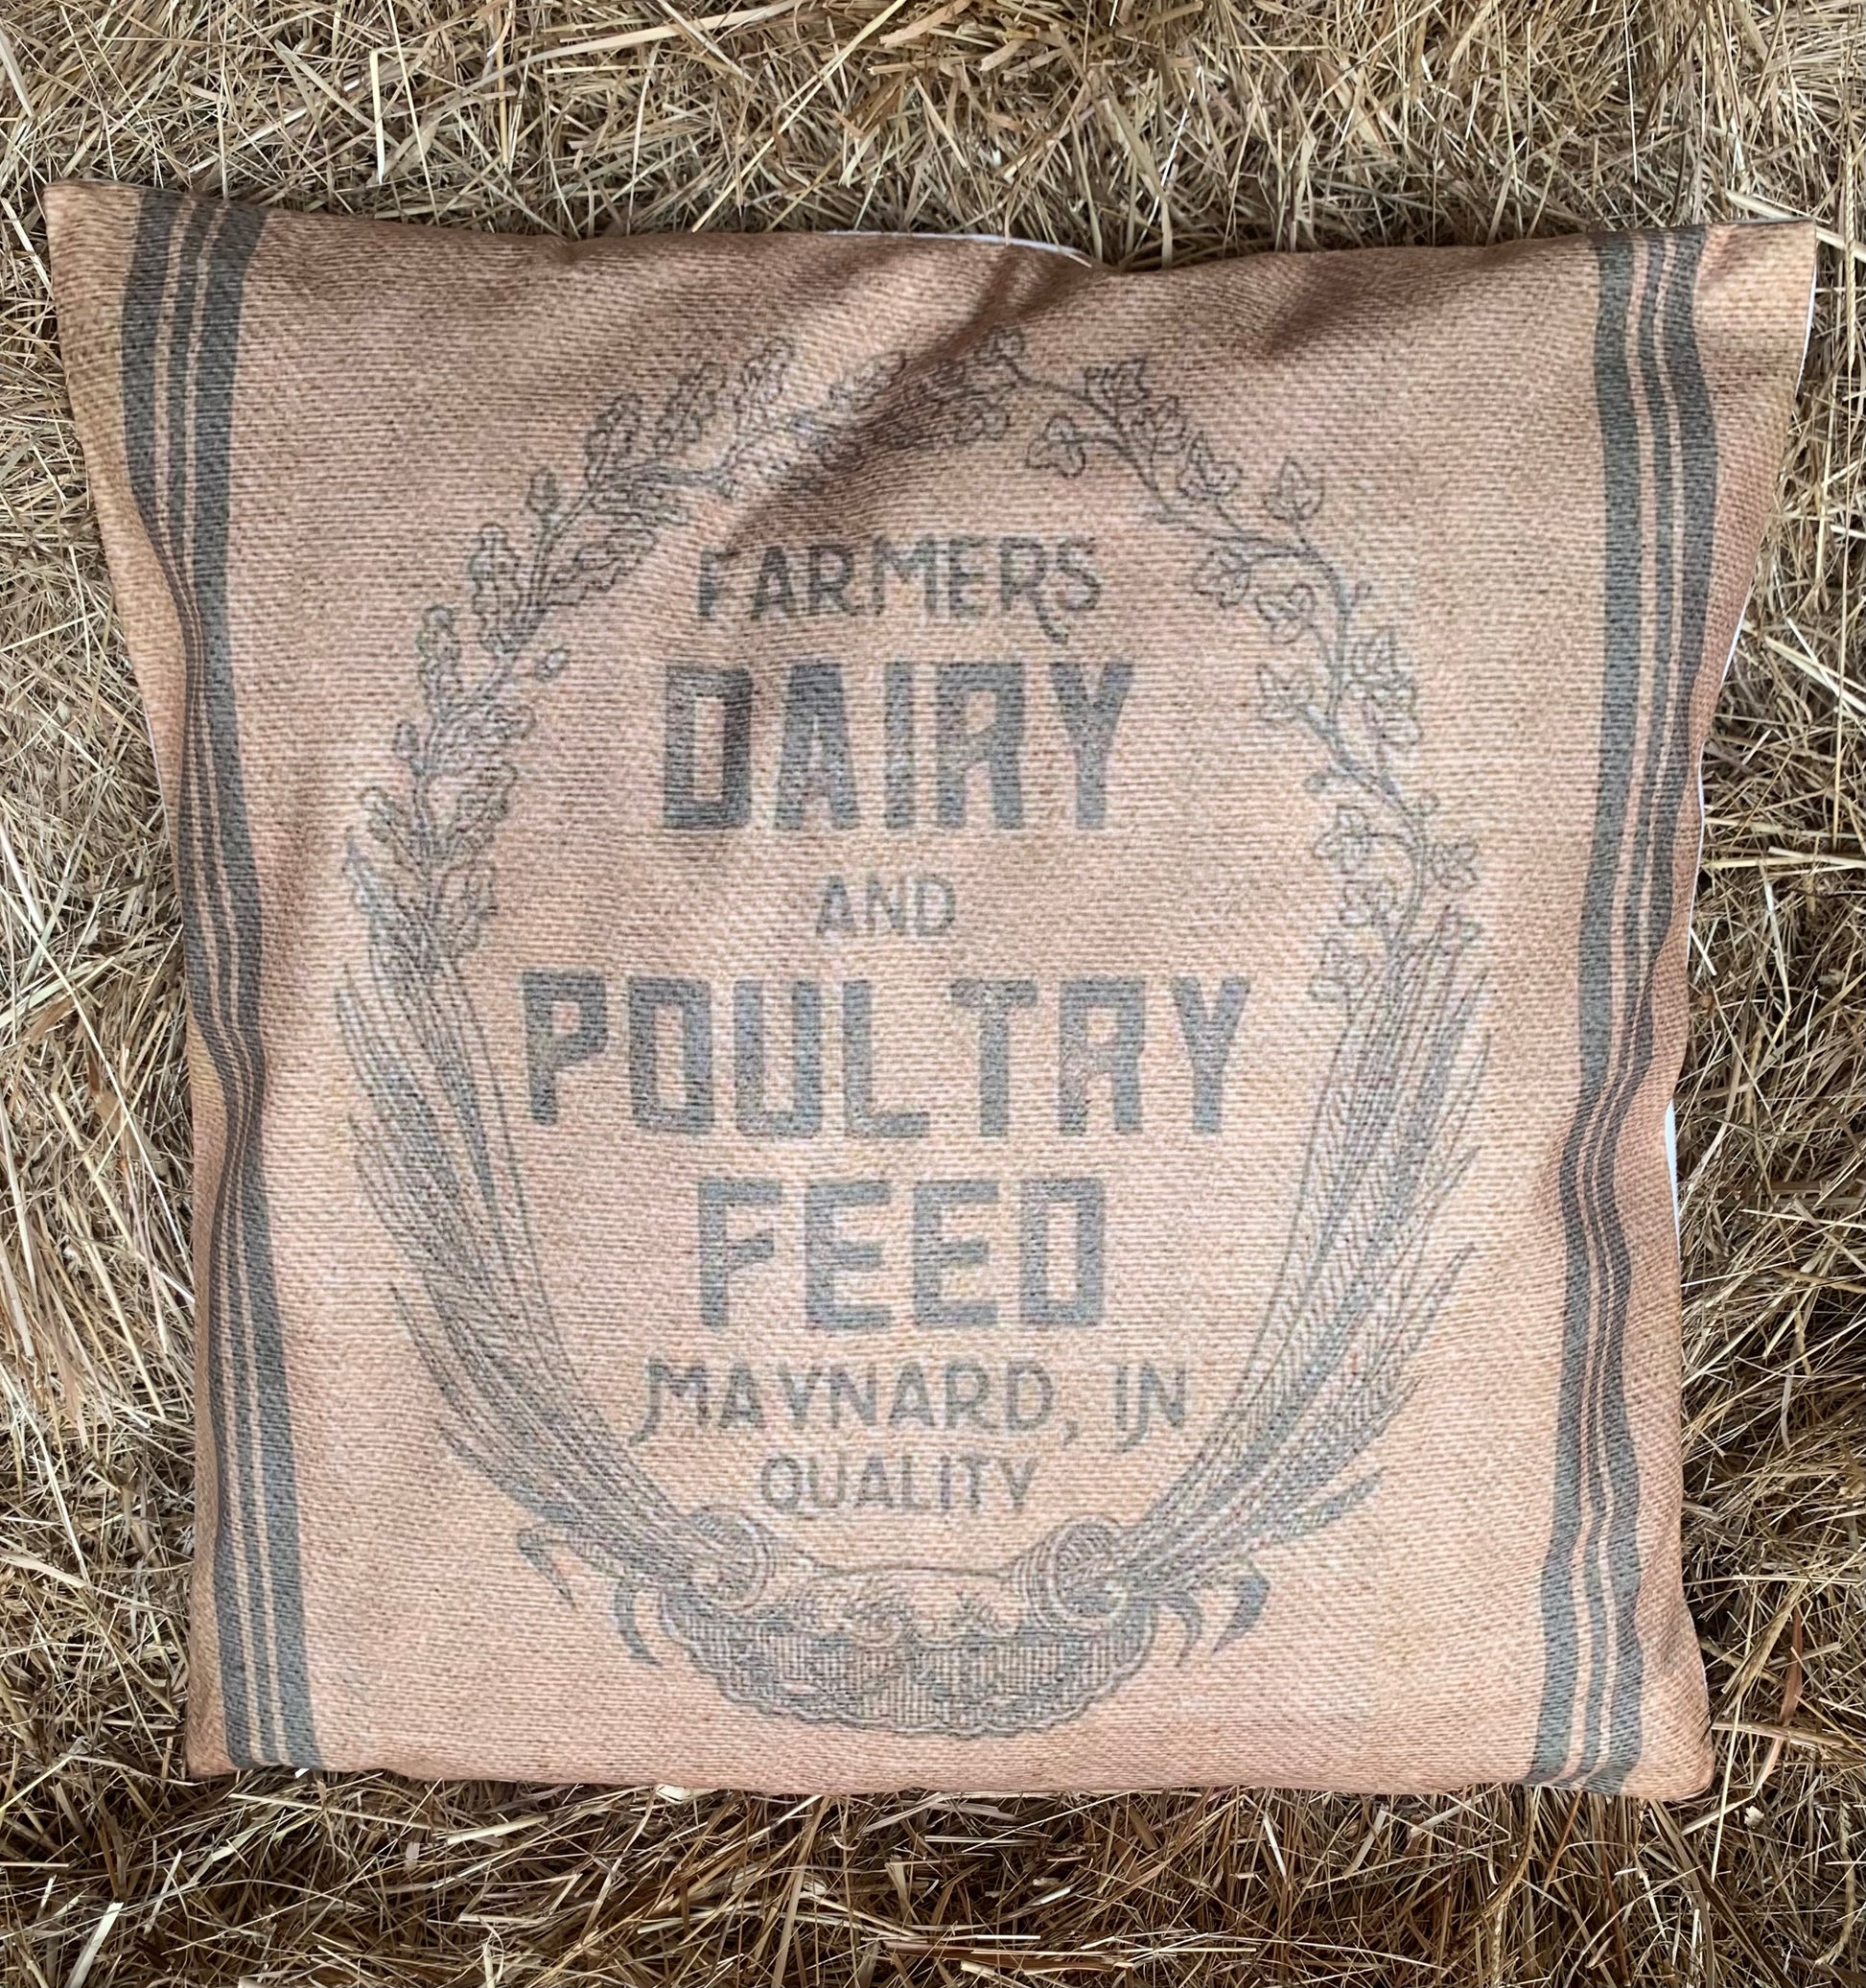 FARMERS
DAIRY
AND
POULTRY
FEED
MAYNARD, IN
QUALITY